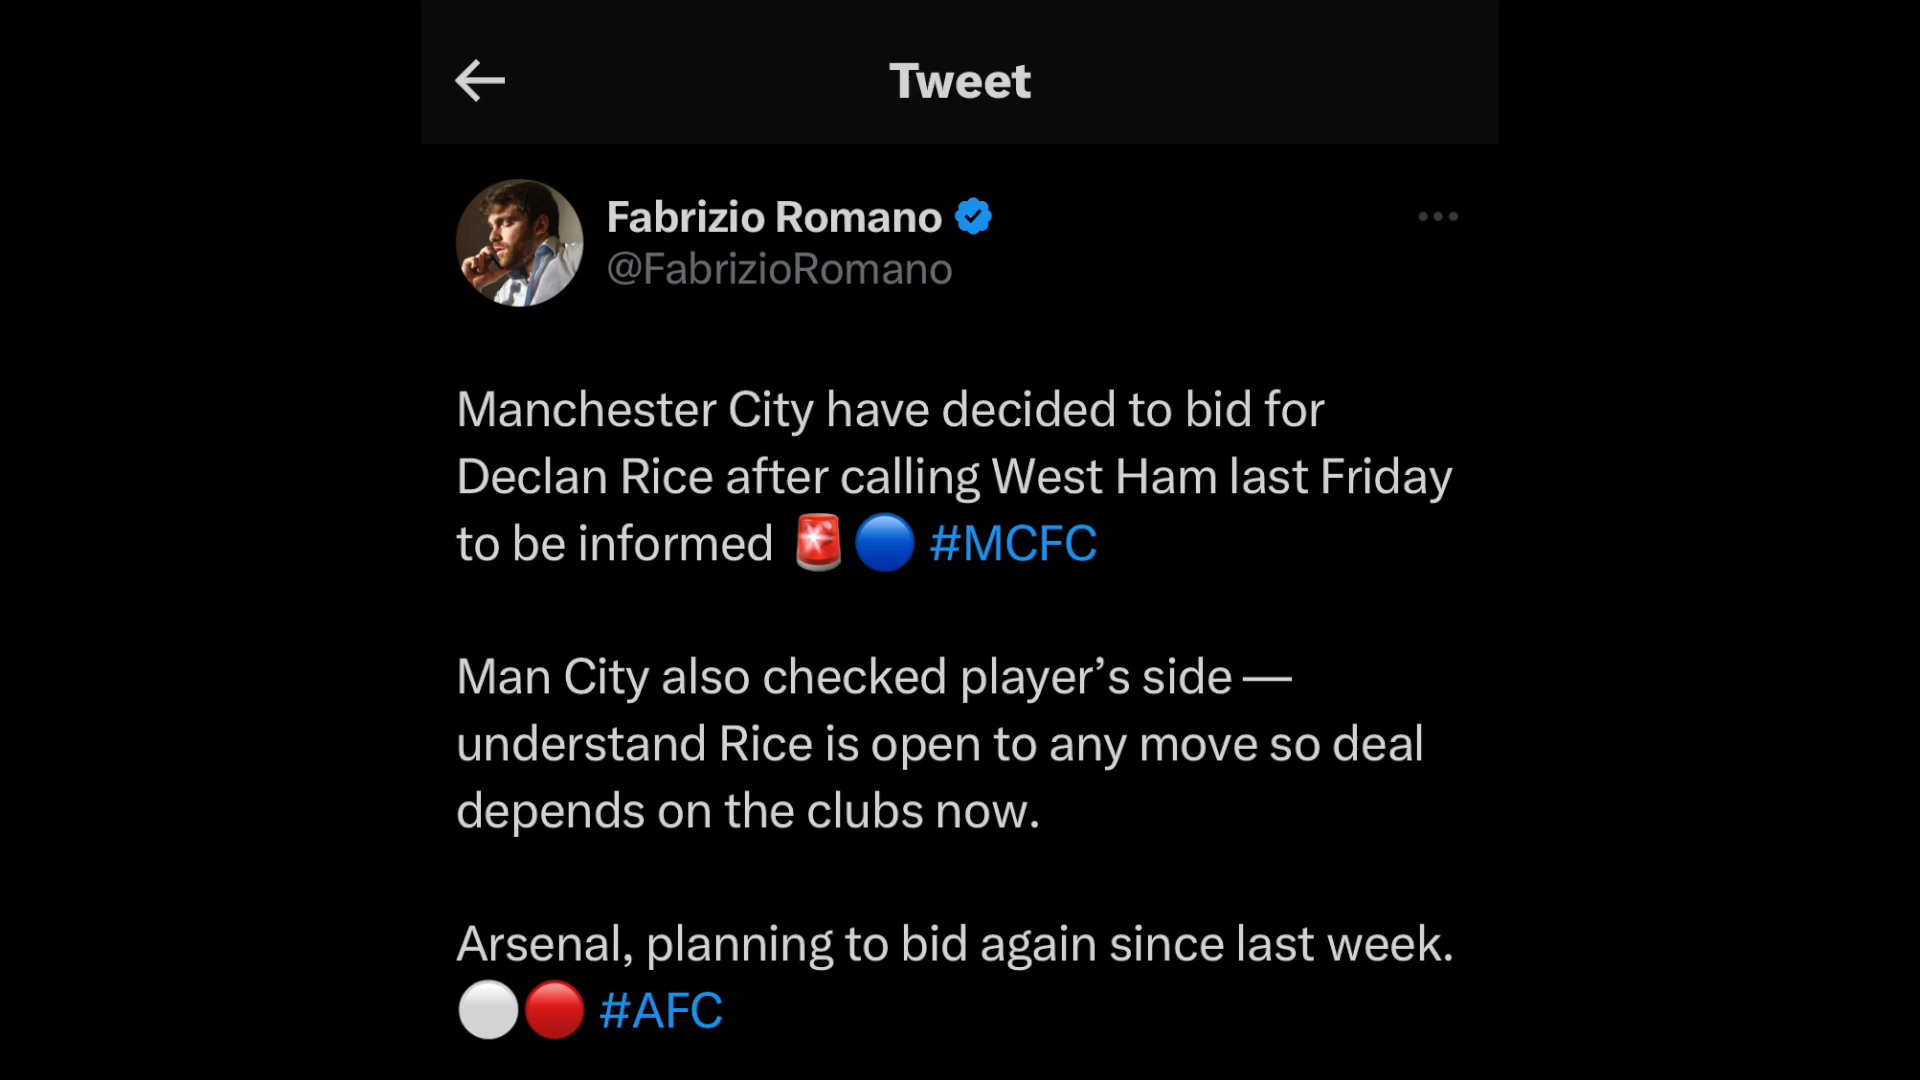 Tweet
Fabrizio Romano
@FabrizioRomano
Manchester City have decided to bid for
Declan Rice after calling West Ham last Friday
to be informed 🚨🔵 #MCFC
Man City also checked player’s side —
understand Rice is open to any move so deal
depends on the clubs now.
Arsenal, planning to bid again since last week.
⚪🔴 #AFC